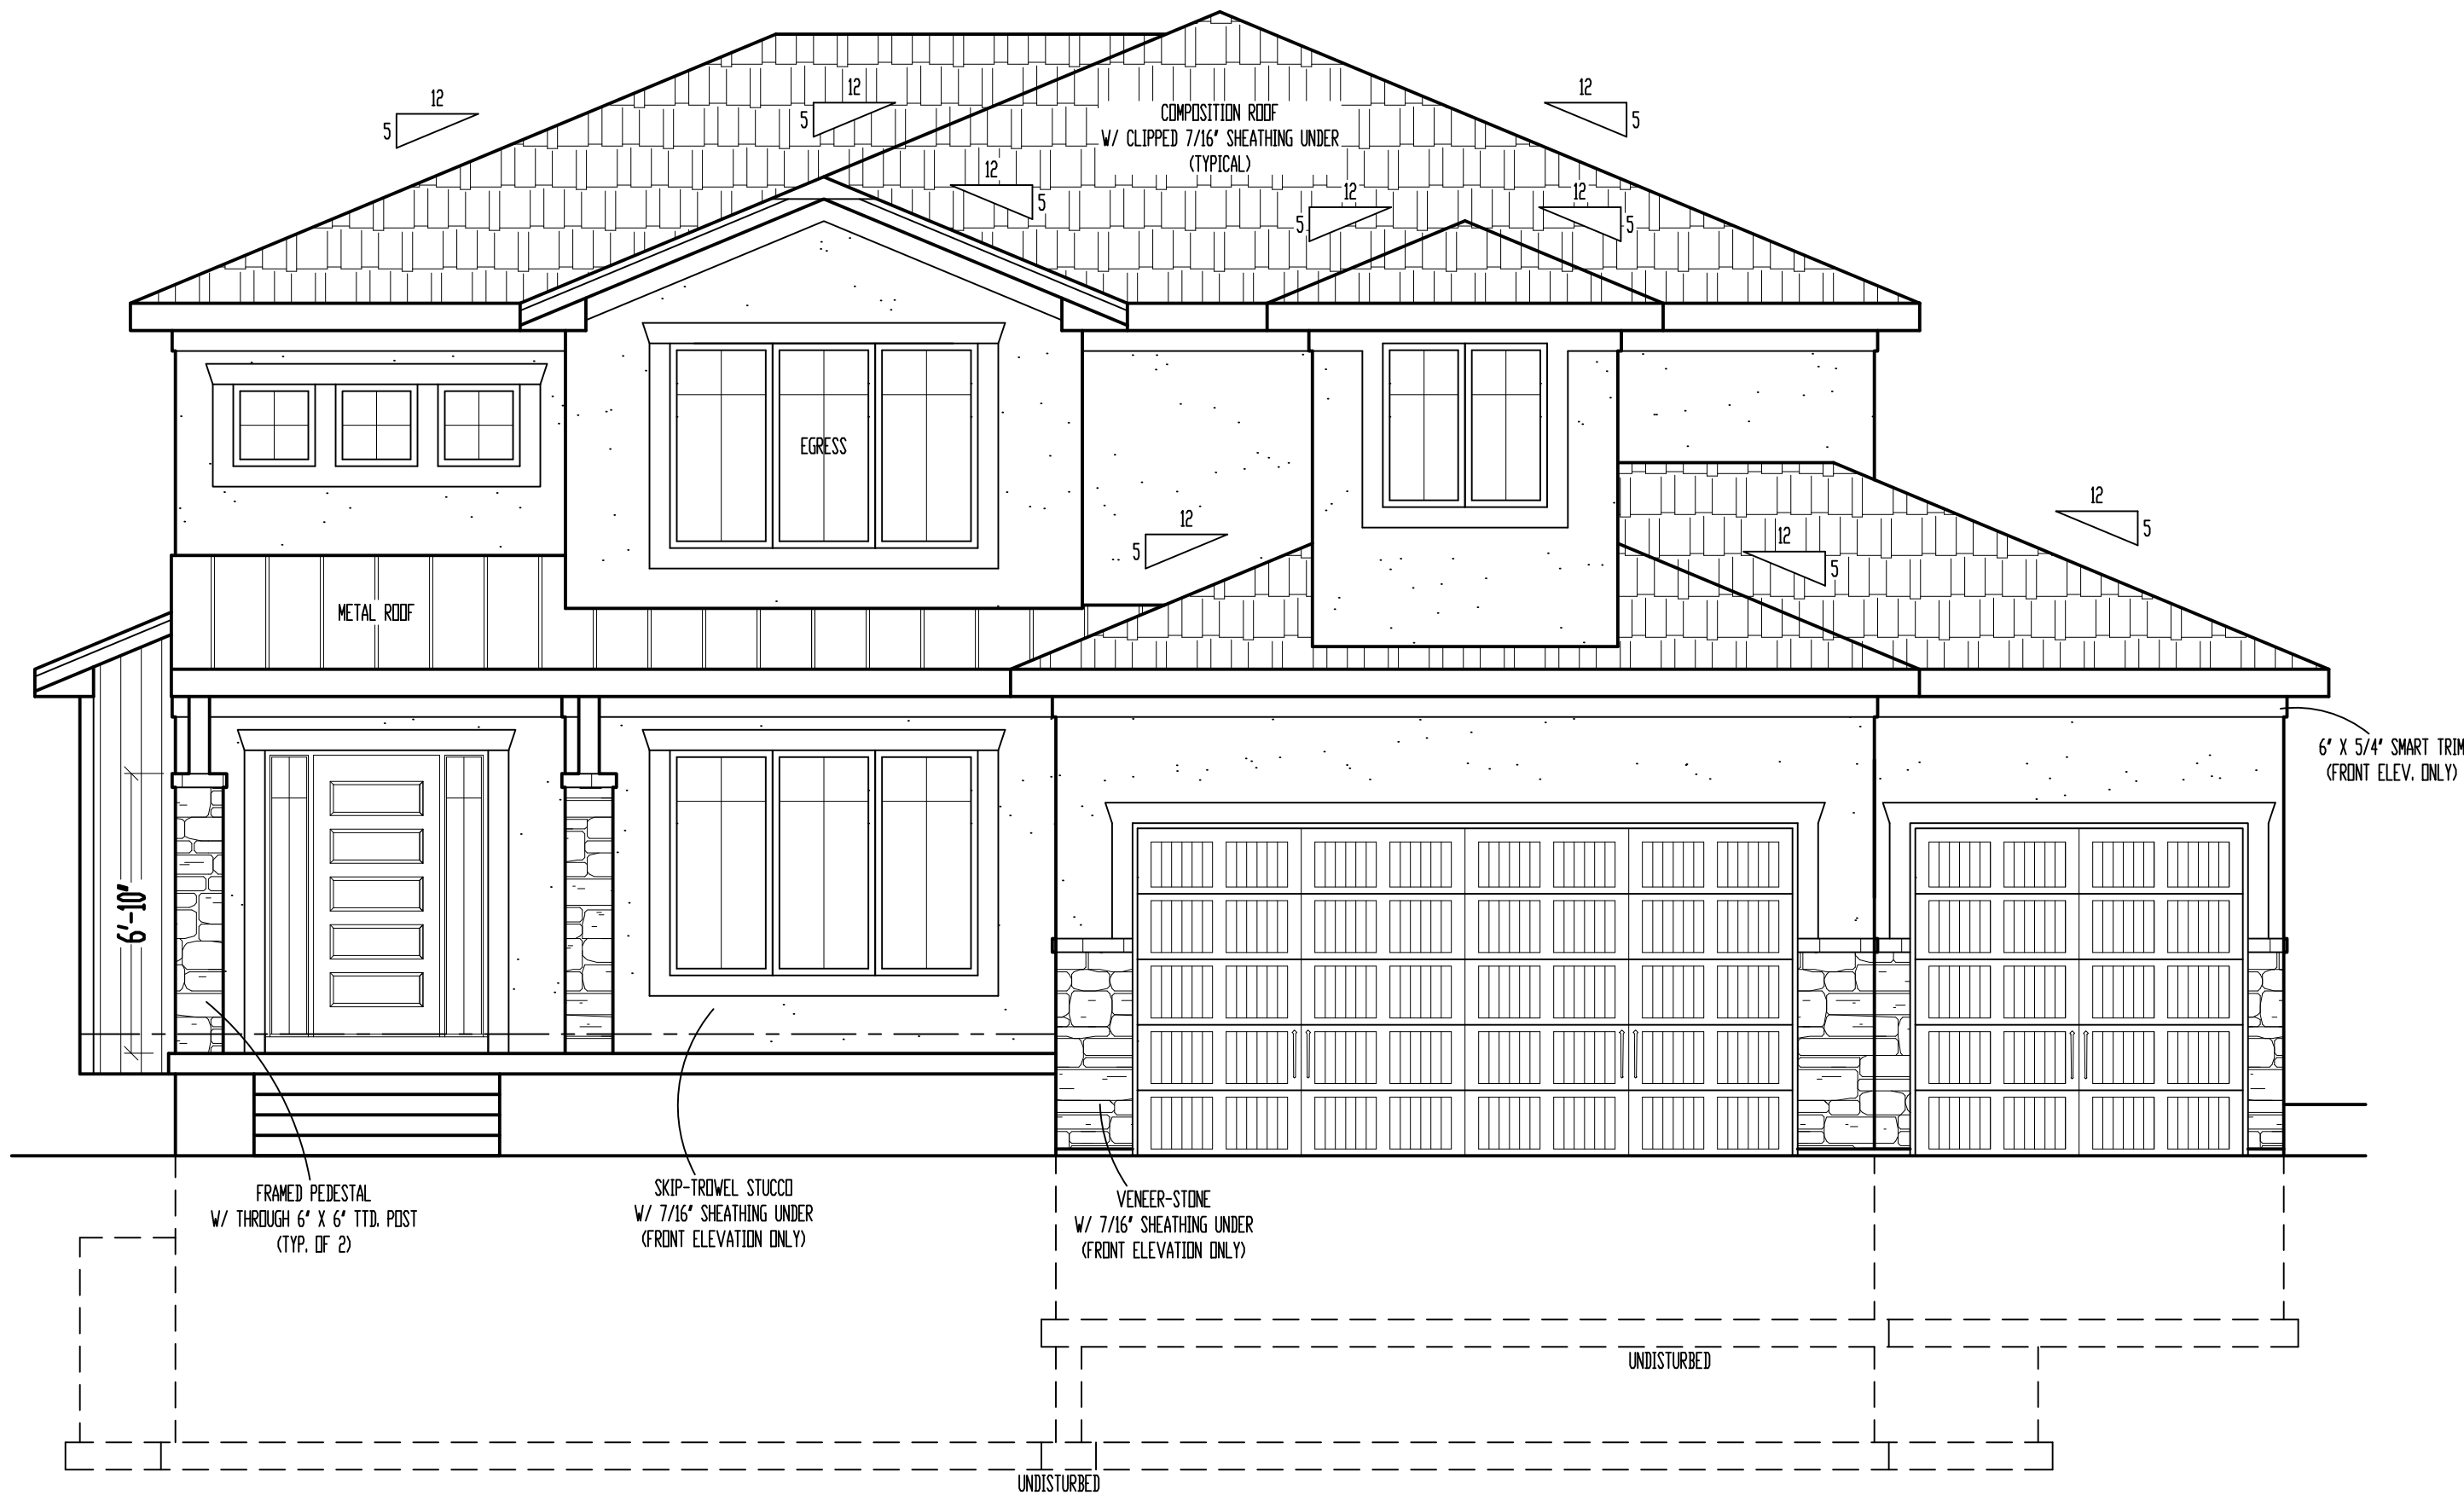 12
5
12
5
12
5
COMPOSITION ROOF
W/ CLIPPED 7/16" SHEATHING UNDER
(TYPICAL)
12
5
12
5
12
5
EGRESS
12
5
12
5
12
5
METAL ROOF
6" X 5/4" SMART TRIM
(FRONT ELEV. ONLY)
6'-10"
FRAMED PEDESTAL
W/ THROUGH 6" X 6" TTD. POST
(TYP. OF 2)
SKIP-TROWEL STUCCO
W/ 7/16" SHEATHING UNDER
(FRONT ELEVATION ONLY)
VENEER-STONE
W/ 7/16" SHEATHING UNDER
(FRONT ELEVATION ONLY)
UNDISTURBED
UNDISTURBED